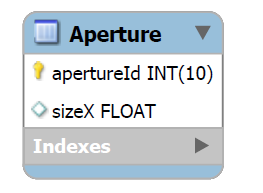 Aperture
apertureId INT(10)
sizeX FLOAT
Indexes